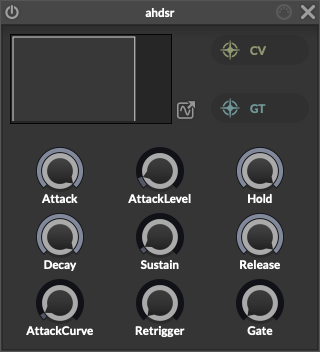 ahdsr
CV
GT
Attack
AttackLevel
Hold
Decay
Sustain
Release
AttackCurve
Retrigger
Gate